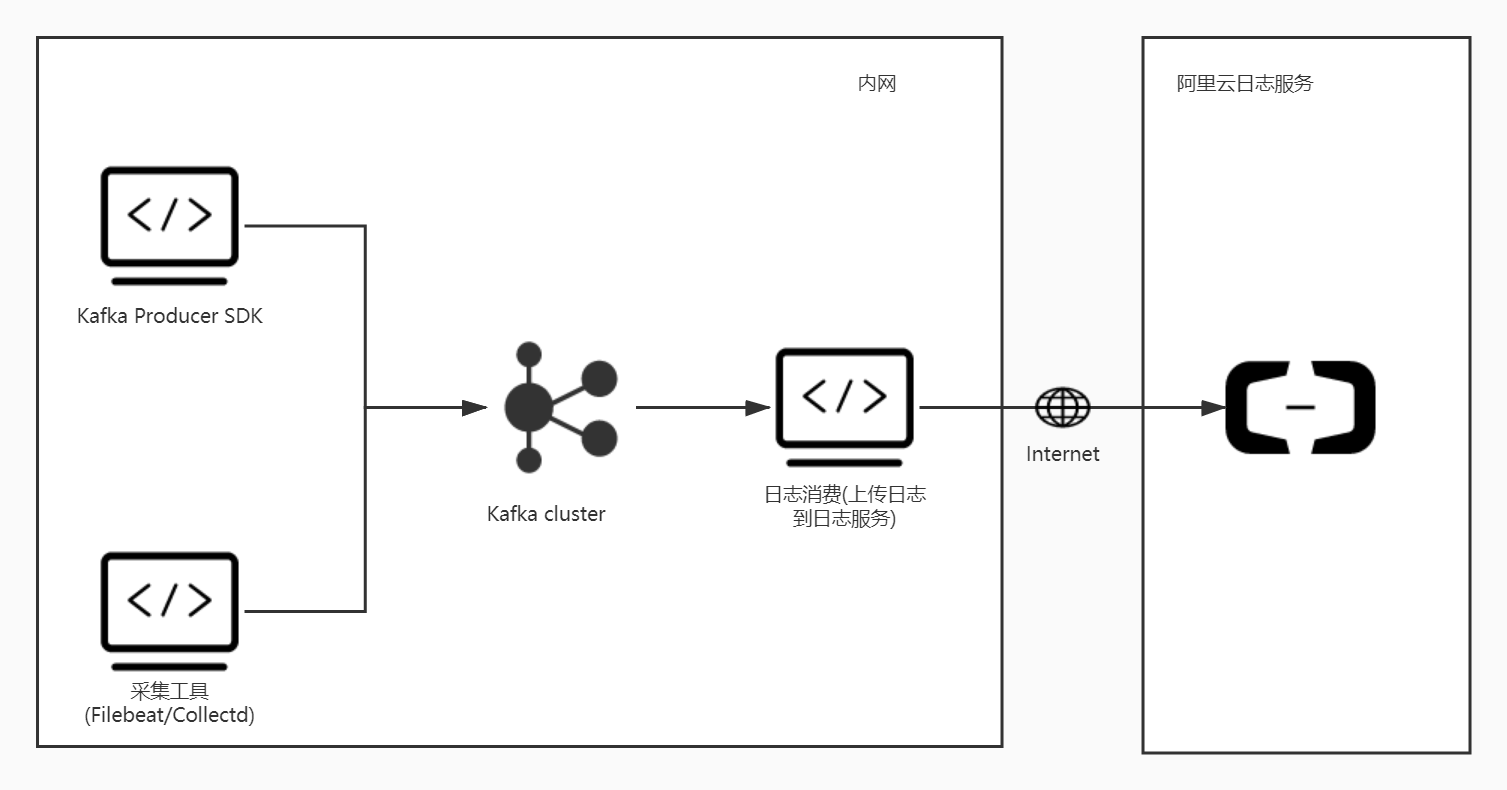 内网
阿里云日志服务
Kafka Producer SDK
Kafka cluster
日志消费(上传日志
到日志服务)
Internet
采集工具
(Filebeat/Collectd)